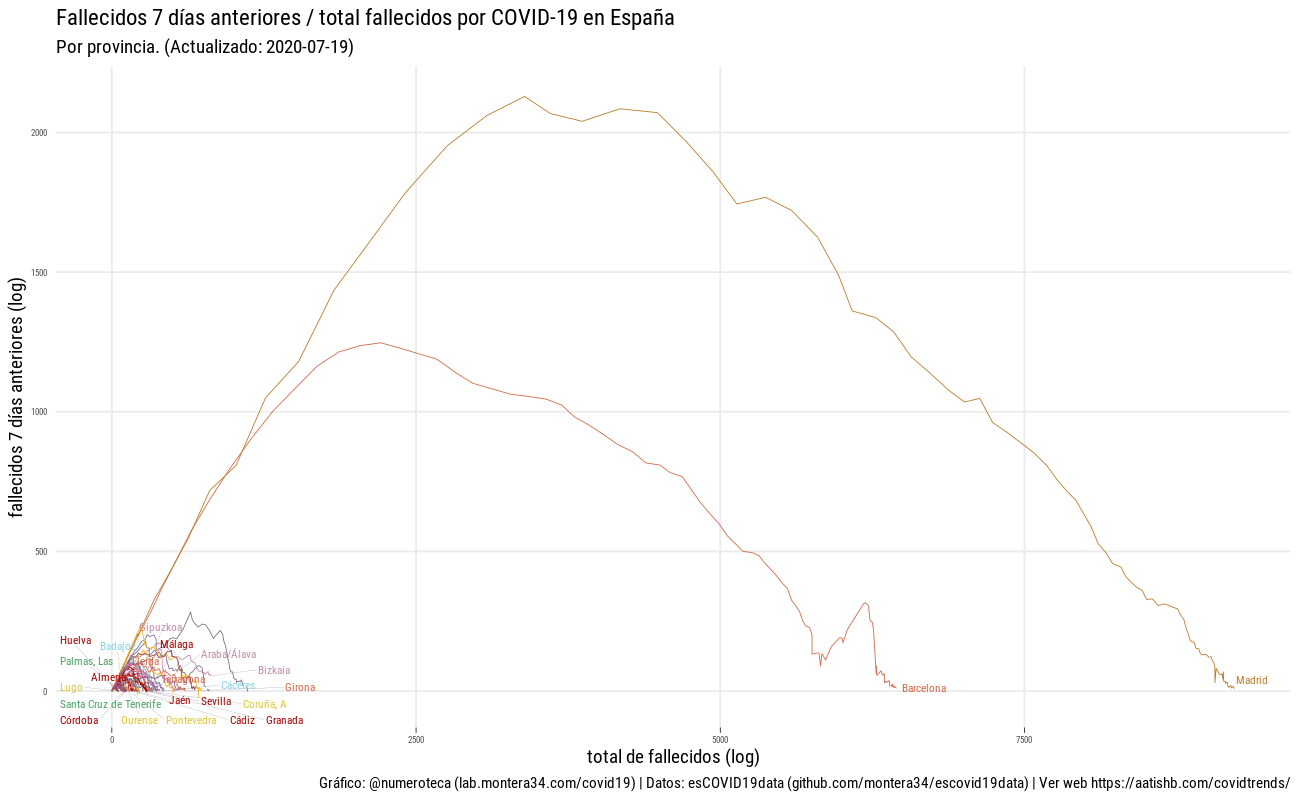 Fallecidos 7 días anteriores / total fallecidos por COVID-19 en España
Por provincia. (Actualizado: 2020-07-19)
fallecidos 7 días anteriores (log)
2000
1500
1000
500
0
Gipuzkoa
Huelva
Badajoz
Málaga
Araba/Álava
Palmas, Las
Lleida
Bizkaia
Almería
Tarragona
Madrid
Lugo
Cáceres
Girona
Barcelona
Santa Cruz de Tenerife
Jaén
Sevilla
Coruña, A
Córdoba
Ourense
Pontevedra
Cádiz
Granada
0
2500
5000
7500
total de fallecidos (log)
Gráfico: @numeroteca (lab.montera34.com/covid19) | Datos: esCOVID19data (github.com/montera34/escovid19data) | Ver web https://aatishb.com/covidtrends/